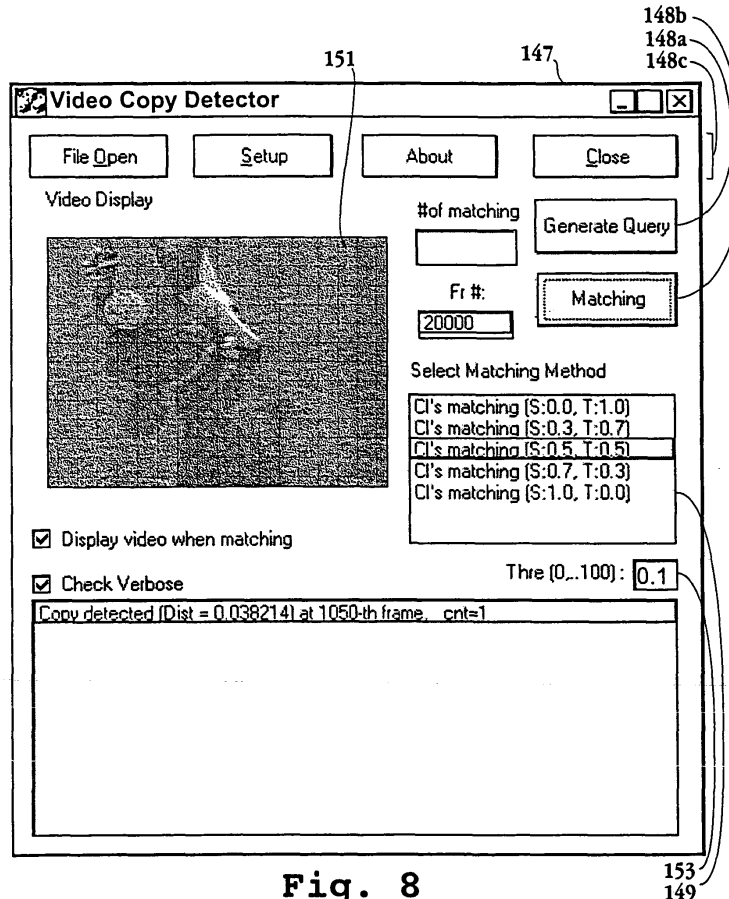 148b
148a
148c
151
147
Video Copy Detector
File Open
Setup
About
Close
Video Display
#of matching
Generate Query
Fr #:
Matching
20000
Select Matching Method
CI's matching (S:0.0, T:1.0)
CI's matching (S:0.3, T:0.7)
CI's matching (S:0.5, T:0.5)
CI's matching (S:0.7, T:0.3)
CI's matching (S:1.0, T:0.0)
Display video when matching
Thre (0,..100) : 0.1
Check Verbose
Copy detected (Dist = 0.038214) at 1050-th frame, cnt=1
153
149
Fig. 8